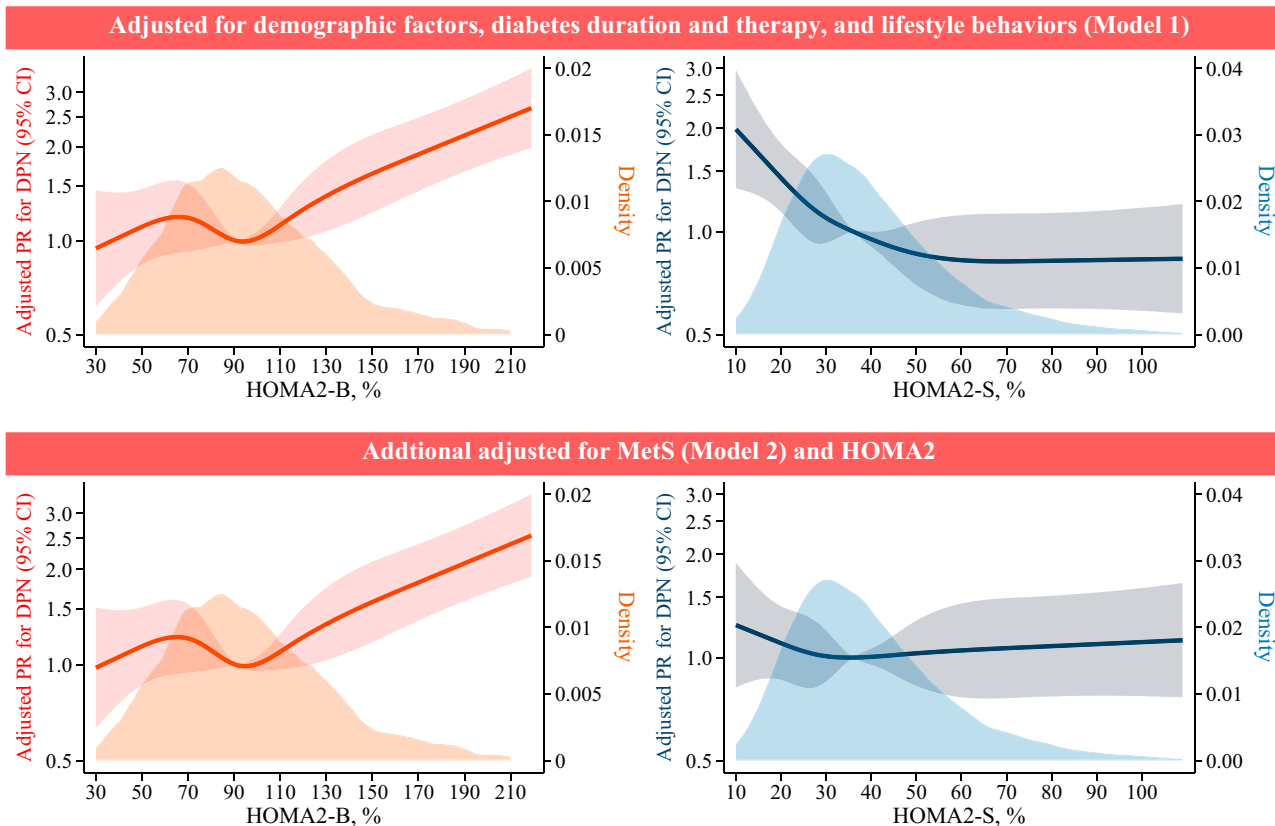 Adjusted for demographic factors, diabetes duration and therapy, and lifestyle behaviors (Model 1)
Adjusted PR for DPN (95% CI)
3.0
2.5
2.0
1.5
1.0
0.5
0.02
0.015
0.01
0.005
0
Density
30 50 70 90 110 130 150 170 190 210
HOMA2-B, %
Adjusted PR for DPN (95% CI)
3.0
2.5
2.0
1.5
1.0
0.5
0.04
0.03
0.02
0.01
0.00
Density
10 20 30 40 50 60 70 80 90 100
HOMA2-S, %
Addtional adjusted for MetS (Model 2) and HOMA2
Adjusted PR for DPN (95% CI)
3.0
2.5
2.0
1.5
1.0
0.5
0.02
0.015
0.01
0.005
0
Density
30 50 70 90 110 130 150 170 190 210
HOMA2-B, %
Adjusted PR for DPN (95% CI)
3.0
2.5
2.0
1.5
1.0
0.5
0.04
0.03
0.02
0.01
0.00
Density
10 20 30 40 50 60 70 80 90 100
HOMA2-S, %